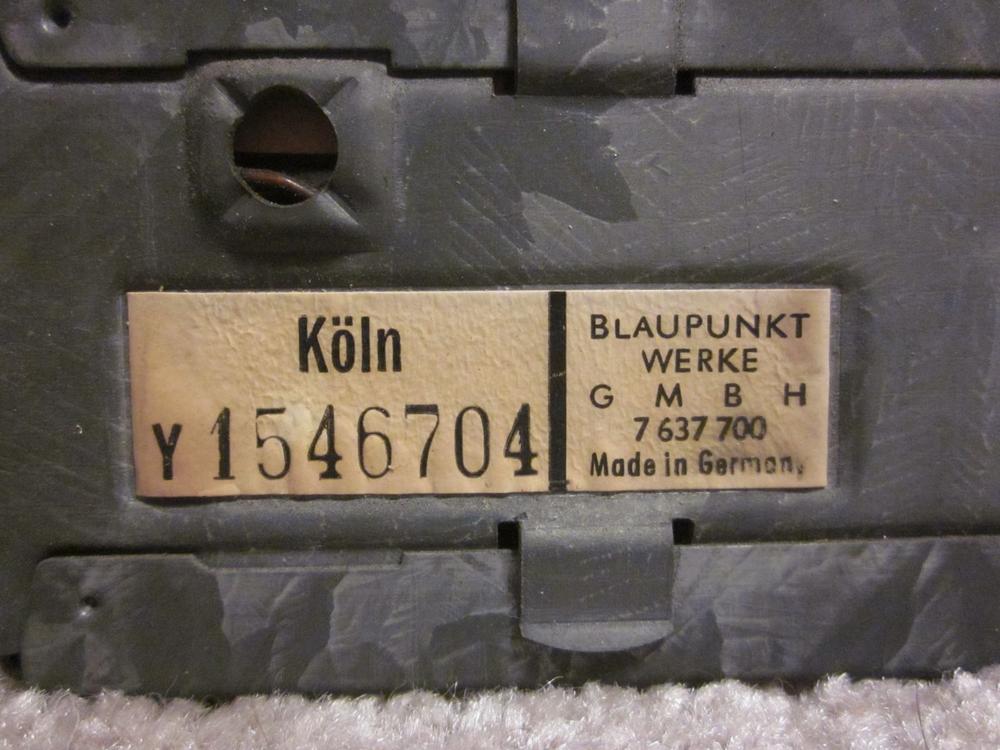 Köln
Y 1546704
BLAUPUNKT
WERKE
G M B H
7 637 700
Made in Germany